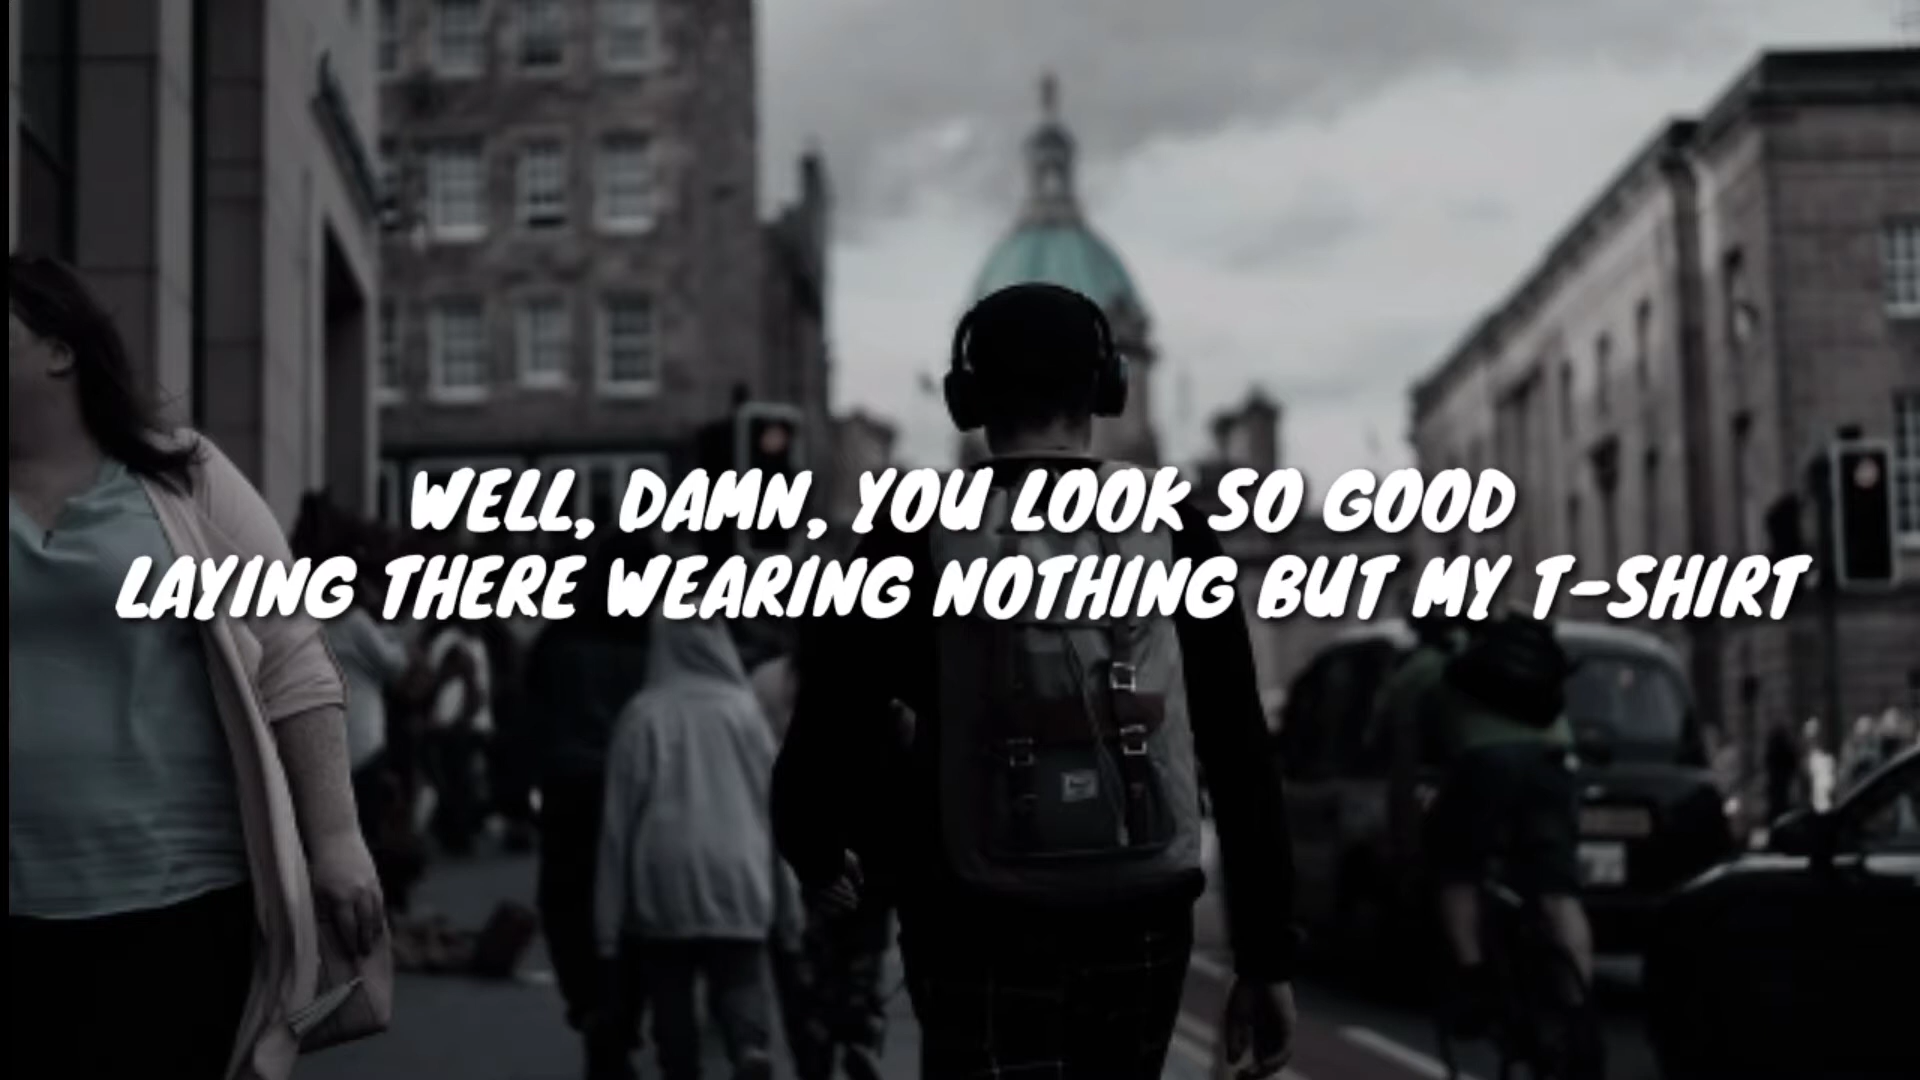 WELL, DAMN, YOU LOOK SO GOOD
LAYING THERE WEARING NOTHING BUT MY T-SHIRT